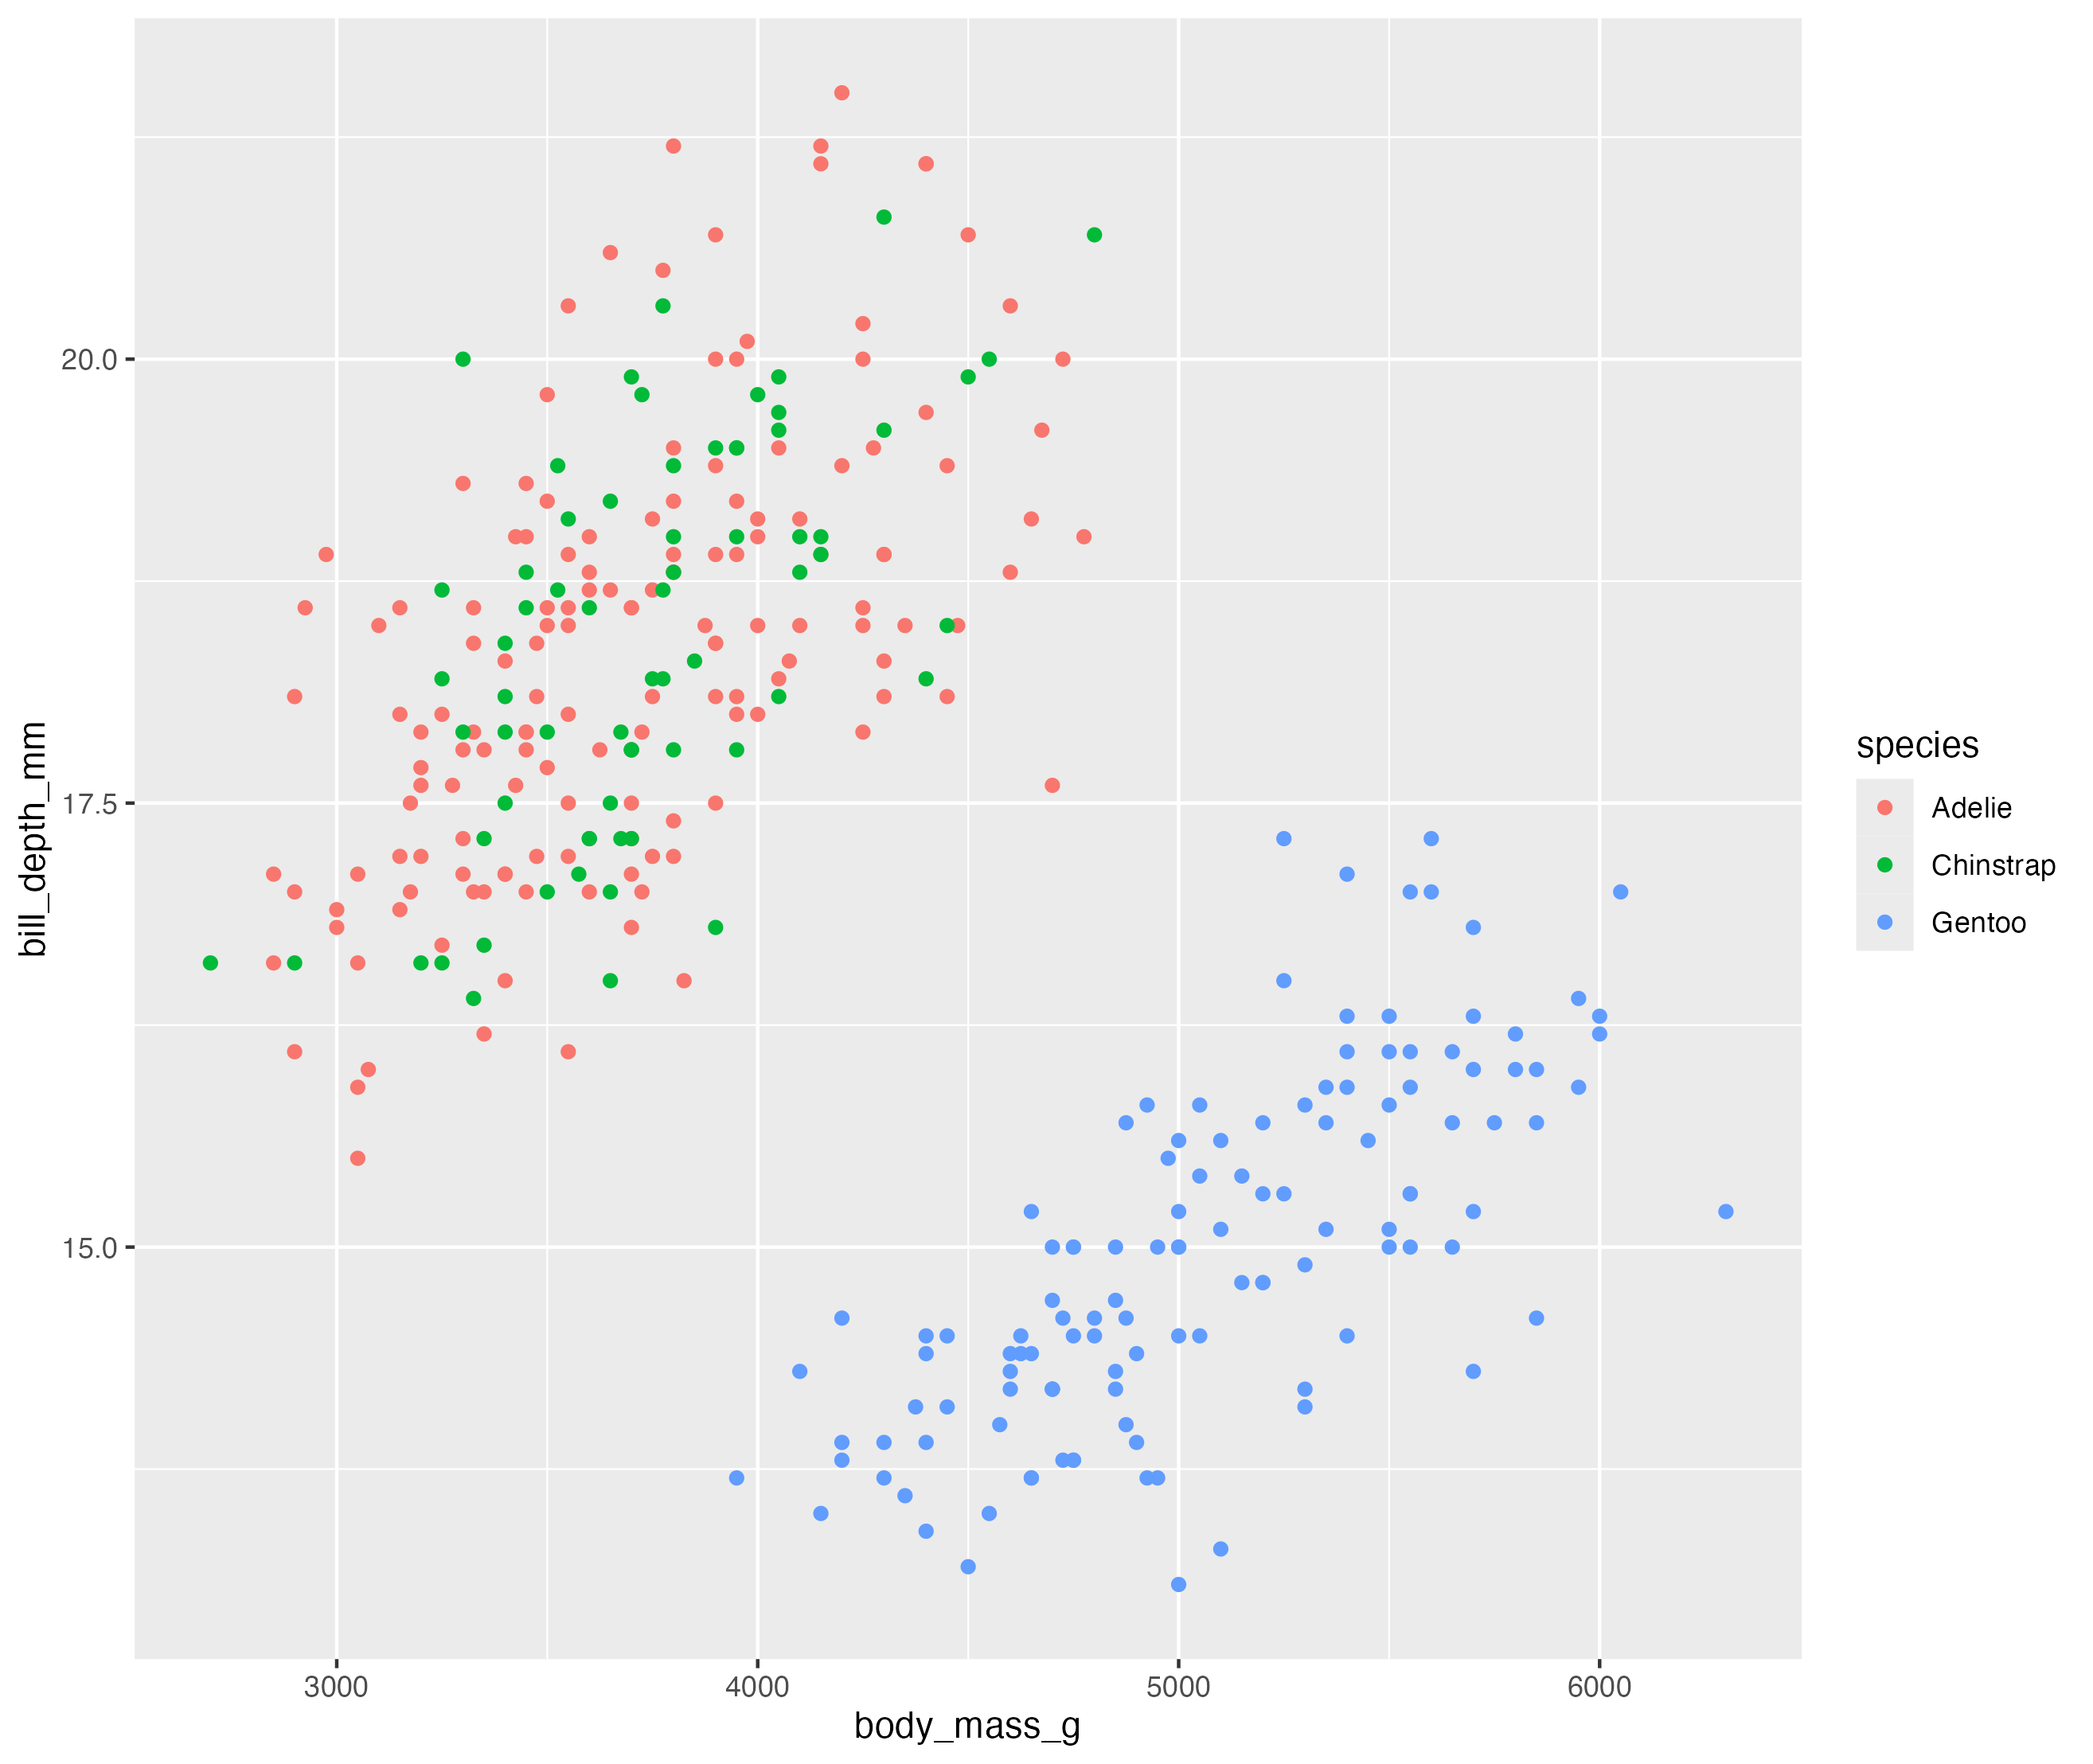 bill_depth_mm
20.0
17.5
15.0
3000 4000 5000 6000
body_mass_g
species
Adelie
Chinstrap
Gentoo